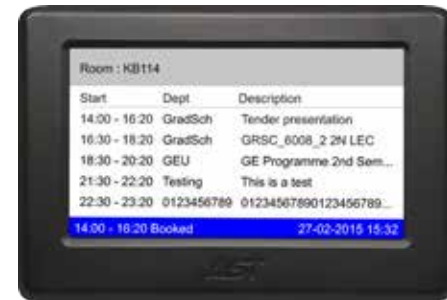 Room : KB114
Start Dept Description
14:00 - 16:20 GradSch Tender presentation
16:30 - 18:20 GradSch GRSC_6008_2 2N LEC
18:30 - 20:20 GEU GE Programme 2nd Sem...
21:30 - 22:20 Testing This is a test
22:30 - 23:20 0123456789 01234567890123456789...
14:00 - 16:20 Booked 27-02-2015 15:32